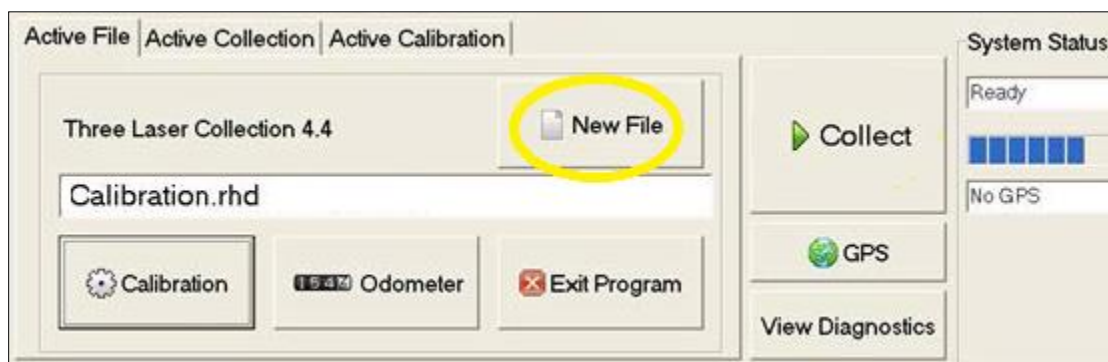 Active File Active Collection Active Calibration
System Status
Three Laser Collection 4.4
New File
Collect
Ready
Calibration.rhd
No GPS
Calibration
Odometer
Exit Program
GPS
View Diagnostics